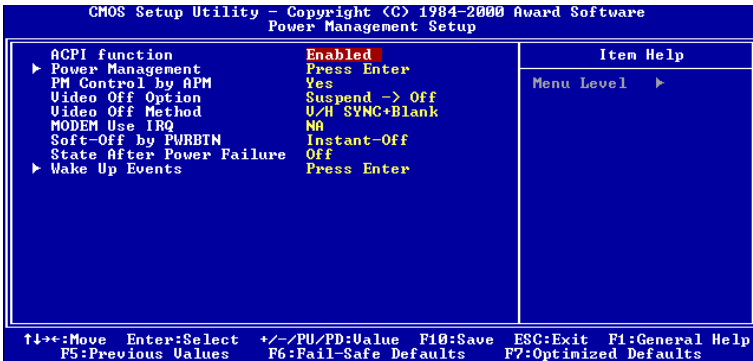 CMOS Setup Utility - Copyright (C) 1984-2000 Award Software
Power Management Setup
ACPI function Enabled
▶ Power Management Press Enter
PM Control by APM Yes
Video Off Option Suspend -> Off
Video Off Method V/H SYNC+Blank
MODEM Use IRQ NA
Soft-Off by PWRBTN Instant-Off
State After Power Failure Off
▶ Wake Up Events Press Enter
Item Help
Menu Level ▶
↑↓→←:Move Enter:Select +/-/PU/PD:Value F10:Save ESC:Exit F1:General Help
F5:Previous Values F6:Fail-Safe Defaults F7:Optimized Defaults